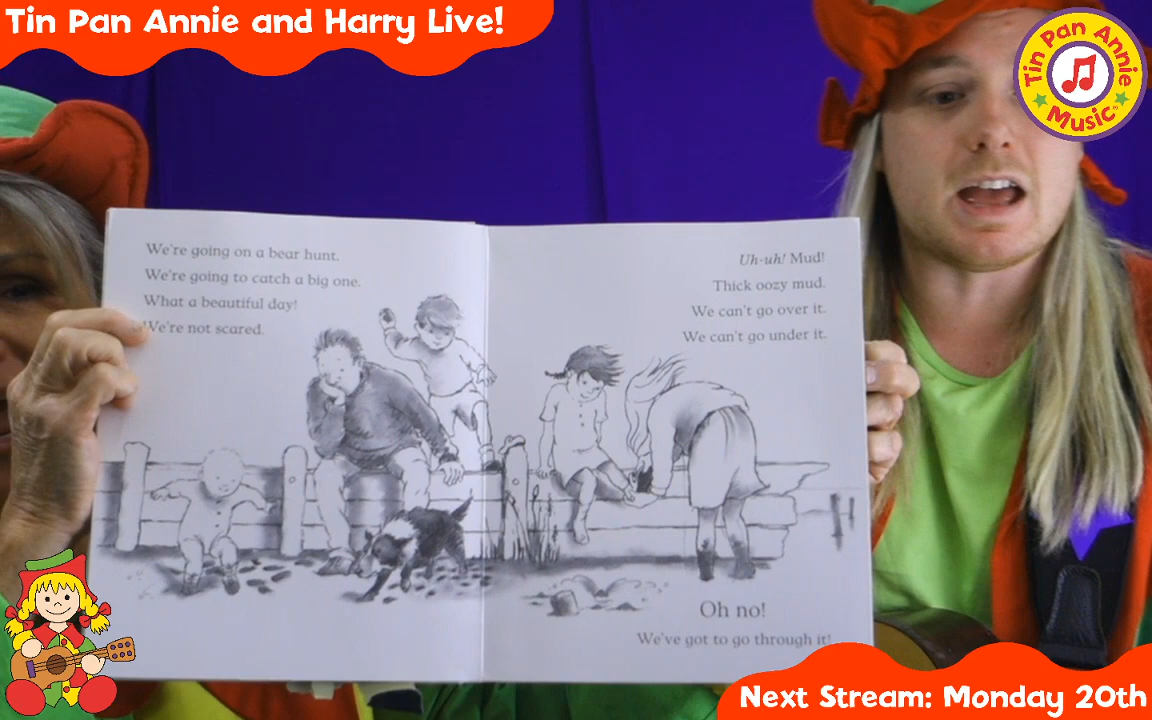 Tin Pan Annie and Harry Live!
Tin Pan Annie
Music
We're going on a bear hunt.
We're going to catch a big one.
What a beautiful day!
We're not scared.
Uh-uh! Mud!
Thick oozy mud.
We can't go over it.
We can't go under it.
Oh no!
We've got to go through it!
Next Stream: Monday 20th